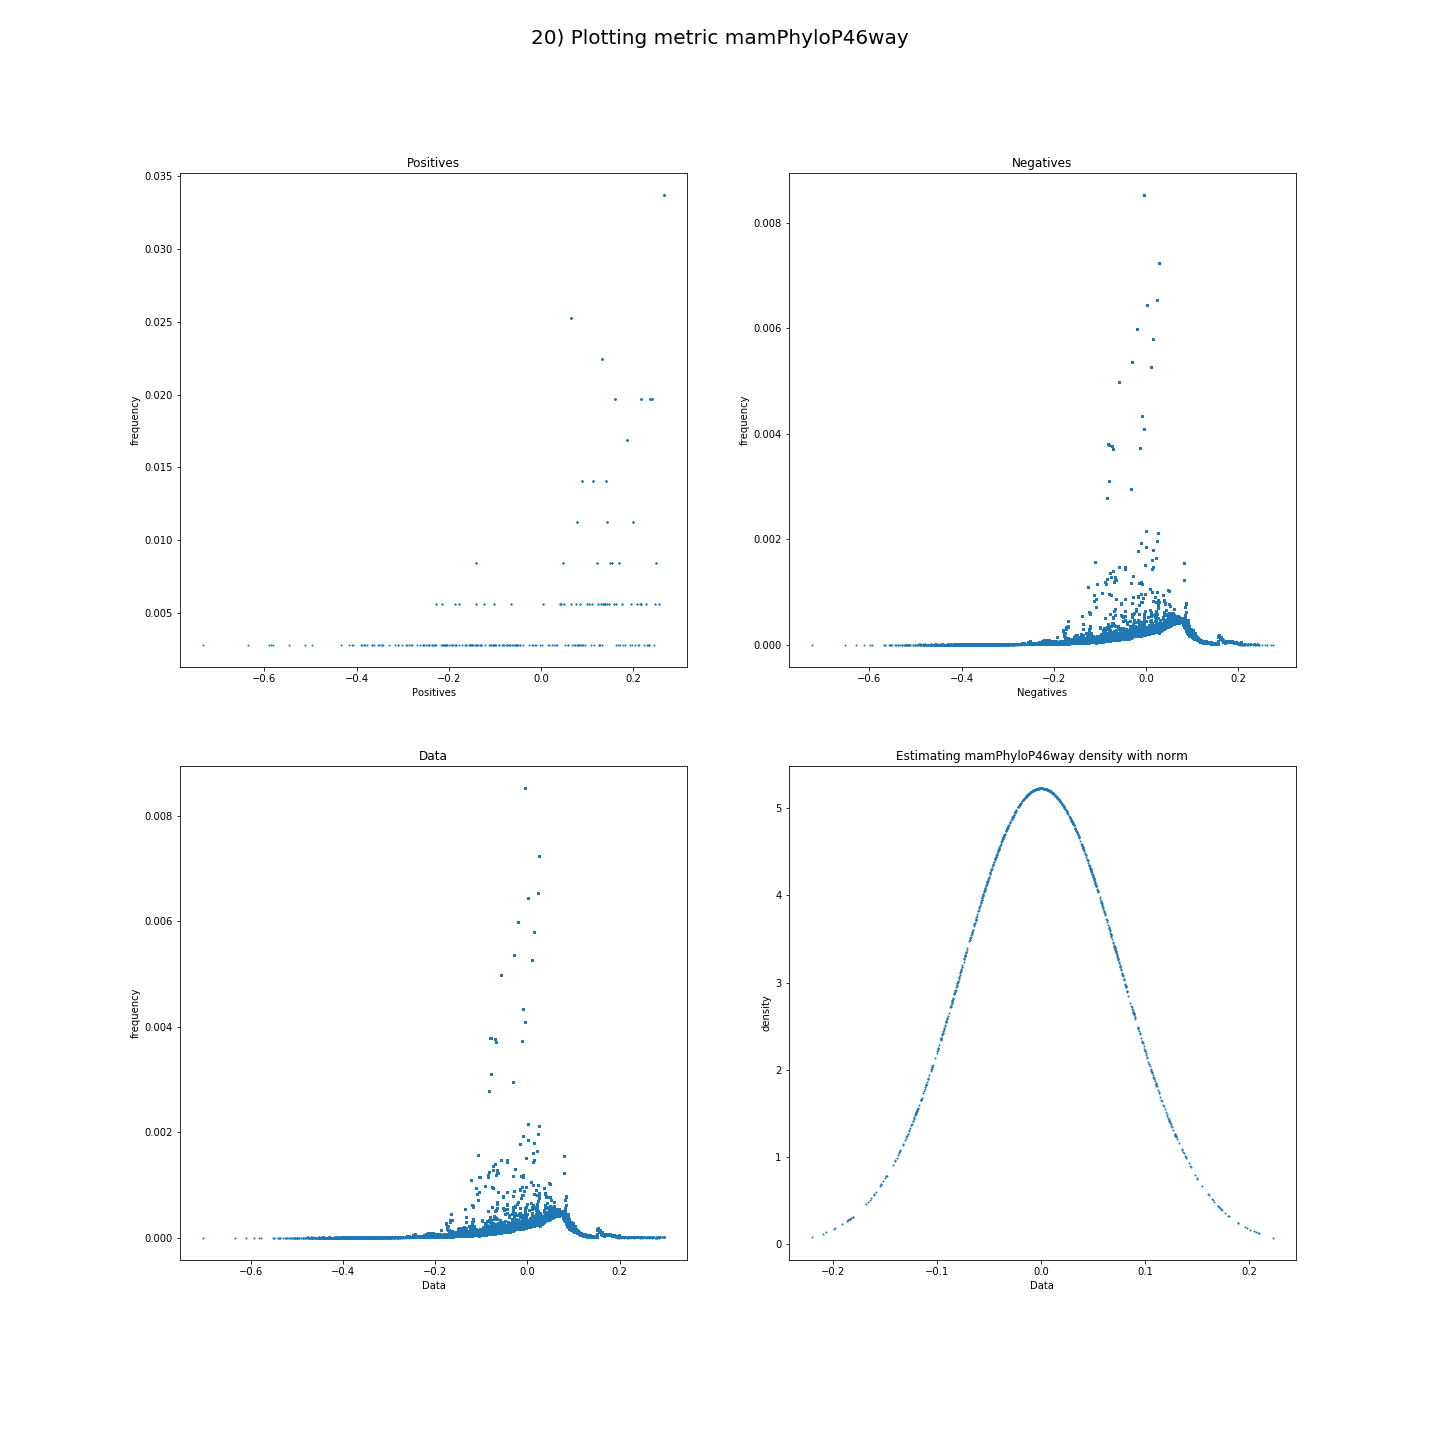 20) Plotting metric mamPhyloP46way
Positives
0.035
0.030
0.025
0.020
0.015
0.010
0.005
frequency
−0.6 −0.4 −0.2 0.0 0.2
Positives
Negatives
0.008
0.006
0.004
0.002
0.000
frequency
−0.6 −0.4 −0.2 0.0 0.2
Negatives
Data
0.008
0.006
0.004
0.002
0.000
frequency
−0.6 −0.4 −0.2 0.0 0.2
Data
Estimating mamPhyloP46way density with norm
5
4
3
2
1
0
density
−0.2 −0.1 0.0 0.1 0.2
Data